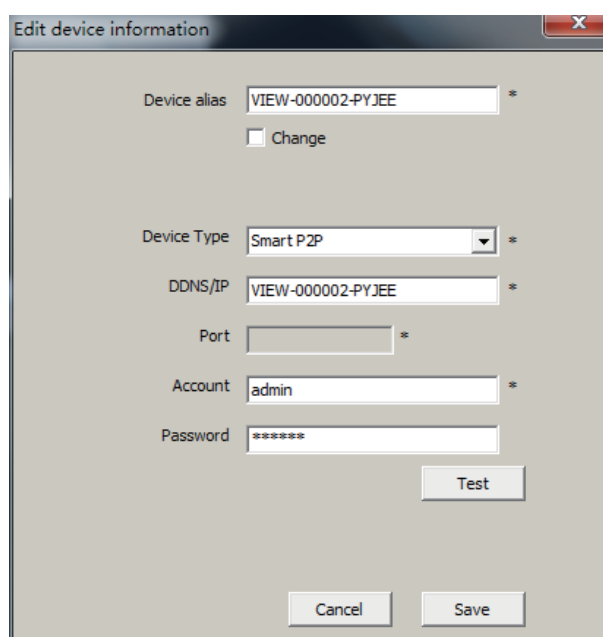 Edit device information
Device alias VIEW-000002-PYJEE *
Change
Device Type Smart P2P *
DDNS/IP VIEW-000002-PYJEE *
Port *
Account admin *
Password ******
Test
Cancel Save